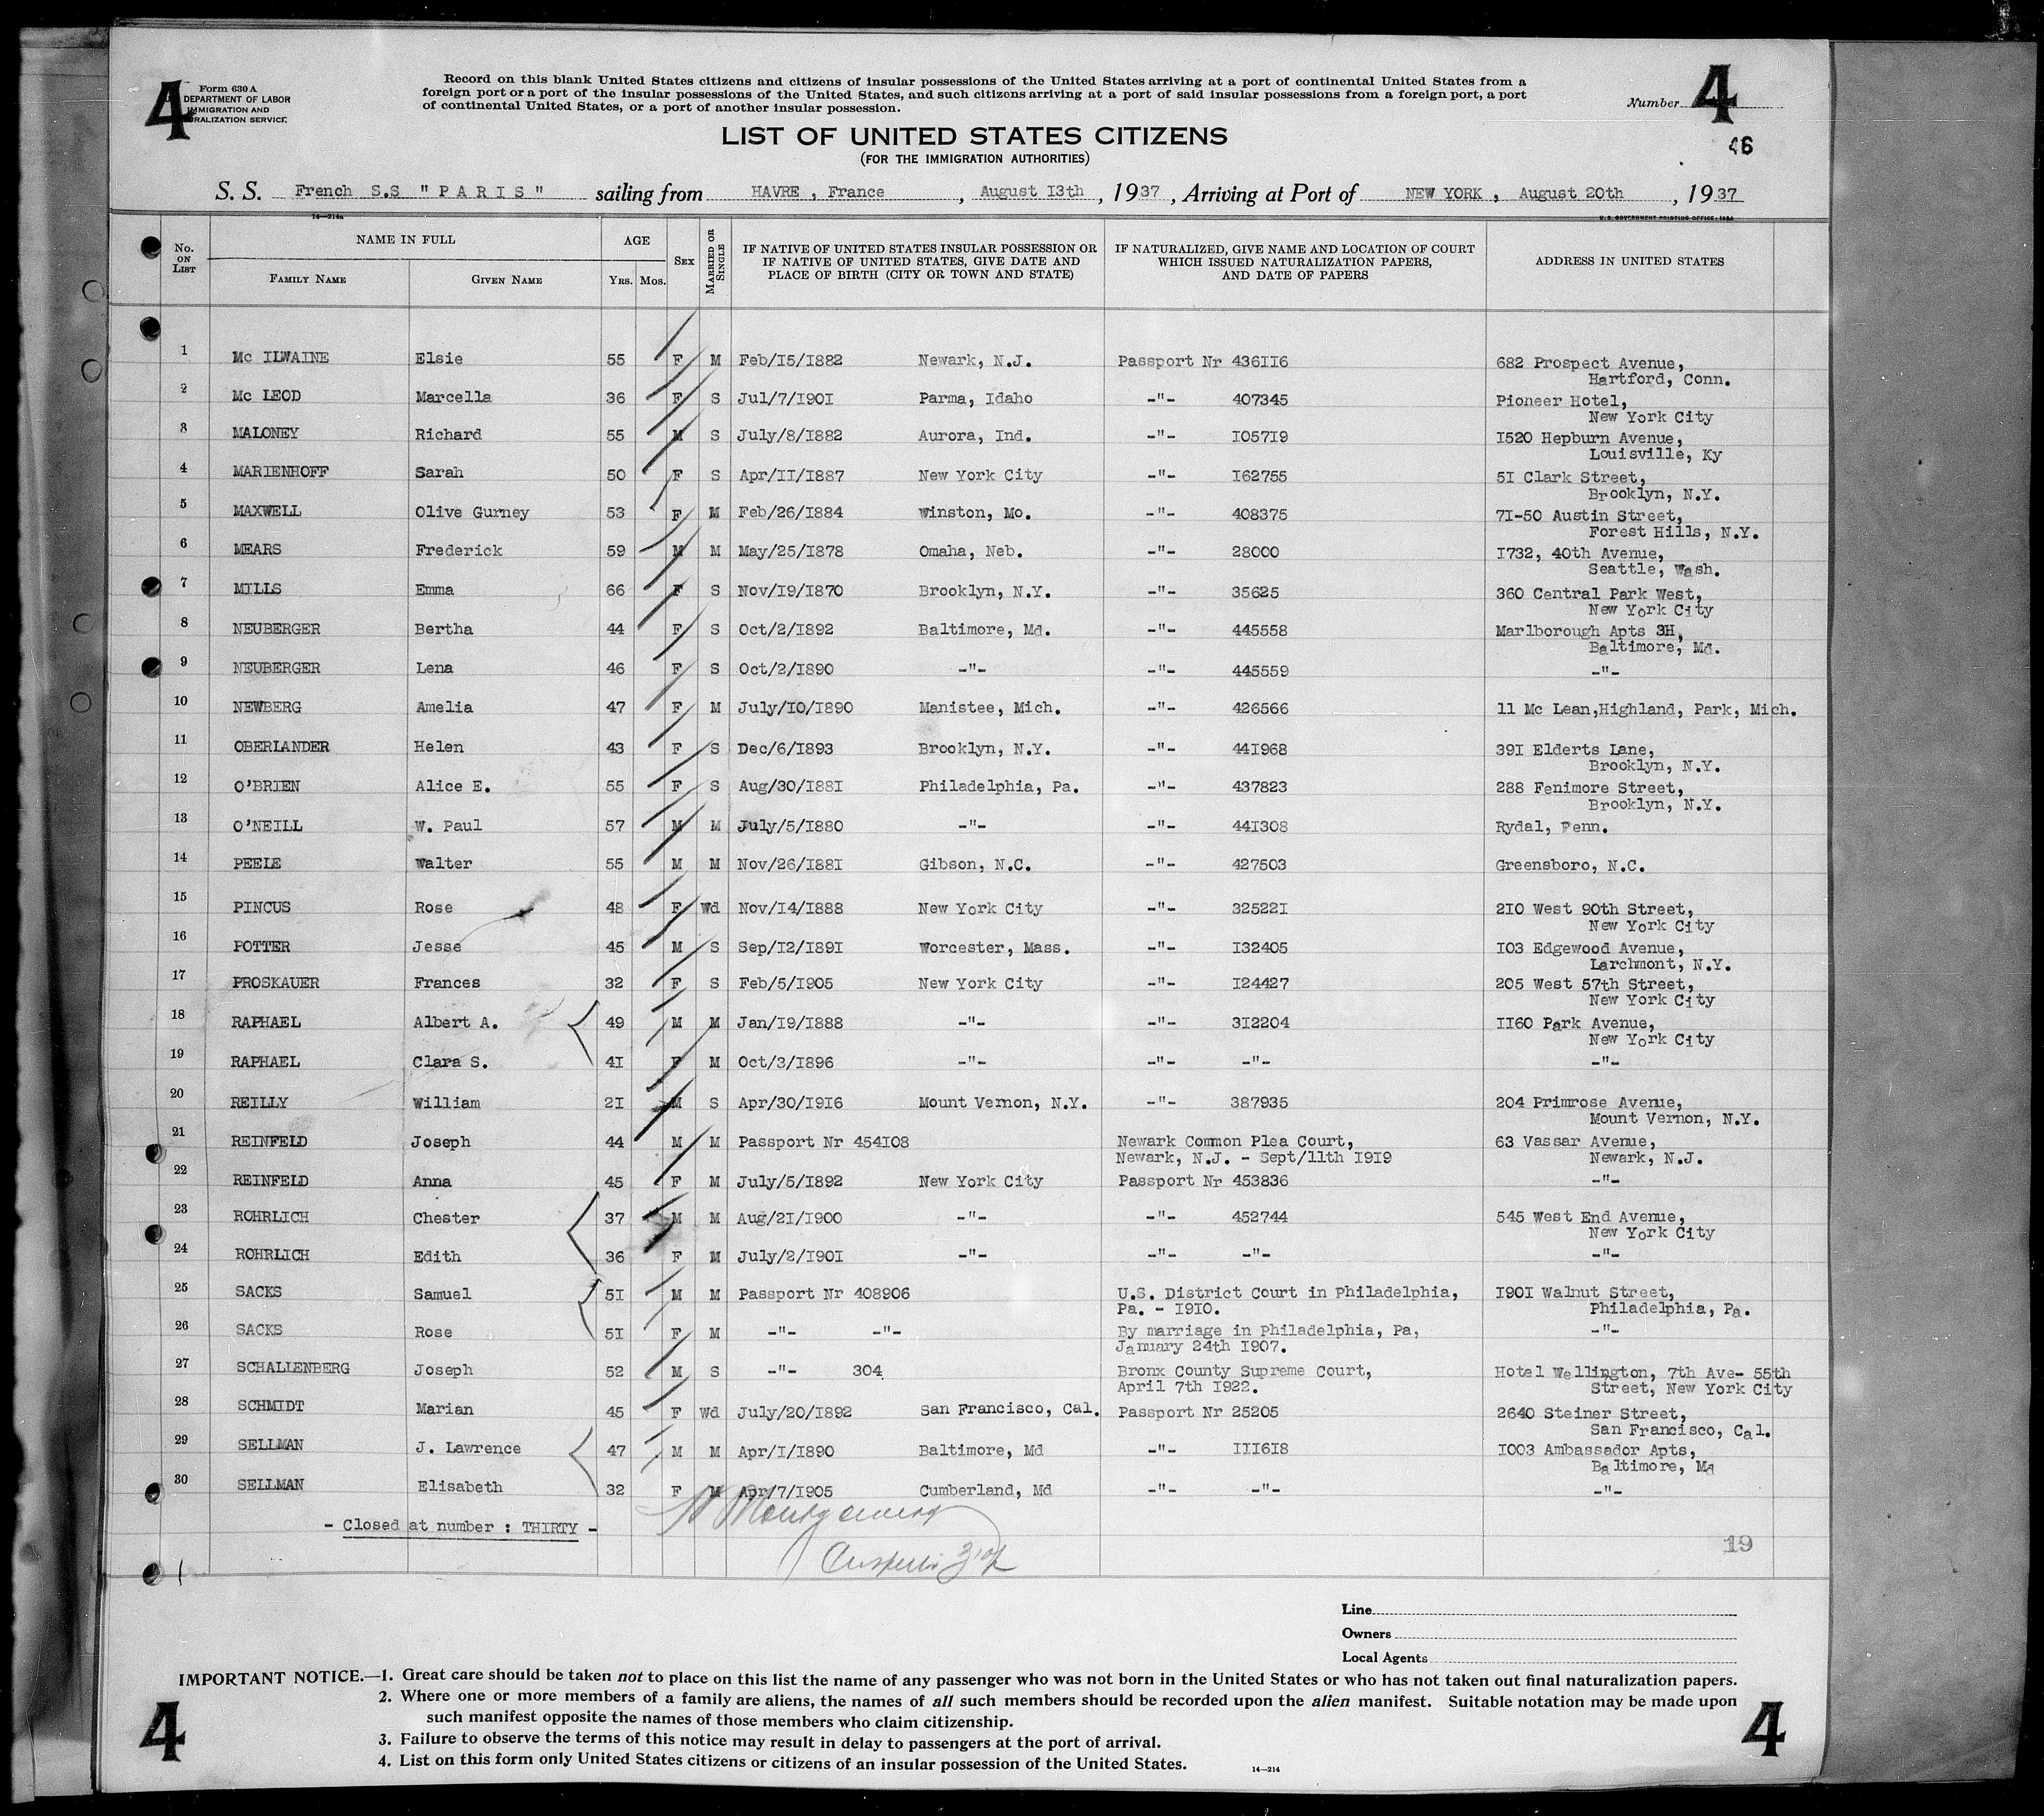 4
Form 630 A
DEPARTMENT OF LABOR
IMMIGRATION AND
RALIZATION SERVICE.
Record on this blank United States citizens and citizens of insular possessions of the United States arriving at a port of continental United States from a
foreign port or a port of the insular possessions of the United States, and such citizens arriving at a port of said insular possessions from a foreign port, a port
of continental United States, or a port of another insular possession.
Number 4
46
LIST OF UNITED STATES CITIZENS
(FOR THE IMMIGRATION AUTHORITIES)
S. S. French S.S "PARIS" sailing from HAVRE, France, August 13th, 1937, Arriving at Port of NEW YORK, August 20th, 1937
14—214a
U. S. GOVERNMENT PRINTING OFFICE: 1934
No. ON LIST | NAME IN FULL | AGE | SEX | MARRIED OR SINGLE | IF NATIVE OF UNITED STATES INSULAR POSSESSION OR IF NATIVE OF UNITED STATES, GIVE DATE AND PLACE OF BIRTH (CITY OR TOWN AND STATE) | IF NATURALIZED, GIVE NAME AND LOCATION OF COURT WHICH ISSUED NATURALIZATION PAPERS, AND DATE OF PAPERS | ADDRESS IN UNITED STATES
FAMILY NAME | GIVEN NAME | YRS. | MOS.
1 Mc ILWAINE Elsie 55 F M Feb/15/1882 Newark, N.J. Passport Nr 436116 682 Prospect Avenue,
Hartford, Conn.
2 Mc LEOD Marcella 36 F S Jul/7/1901 Parma, Idaho -"- 407345 Pioneer Hotel,
New York City
3 MALONEY Richard 55 M S July/8/1882 Aurora, Ind. -"- 105719 1520 Hepburn Avenue,
Louisville, Ky
4 MARIENHOFF Sarah 50 F S Apr/11/1887 New York City -"- 162755 51 Clark Street,
Brooklyn, N.Y.
5 MAXWELL Olive Gurney 53 F M Feb/26/1884 Winston, Mo. -"- 408375 71-50 Austin Street,
Forest Hills, N.Y.
6 MEARS Frederick 59 M M May/25/1878 Omaha, Neb. -"- 28000 1732, 40th Avenue,
Seattle, Wash.
7 MILLS Emma 66 F S Nov/19/1870 Brooklyn, N.Y. -"- 35625 360 Central Park West,
New York City
8 NEUBERGER Bertha 44 F S Oct/2/1892 Baltimore, Md. -"- 445558 Marlborough Apts 3H,
Baltimore, Md.
9 NEUBERGER Lena 46 F S Oct/2/1890 -"- -"- 445559 -"-
10 NEWBERG Amelia 47 F M July/10/1890 Manistee, Mich. -"- 426566 11 Mc Lean,Highland, Park, Mich.
11 OBERLANDER Helen 43 F S Dec/6/1893 Brooklyn, N.Y. -"- 441968 391 Elderts Lane,
Brooklyn, N.Y.
12 O'BRIEN Alice E. 55 F S Aug/30/1881 Philadelphia, Pa. -"- 437823 288 Fenimore Street,
Brooklyn, N.Y.
13 O'NEILL W. Paul 57 M M July/5/1880 -"- -"- 441308 Rydal, Penn.
14 PEELE Walter 55 M M Nov/26/1881 Gibson, N.C. -"- 427503 Greensboro, N.C.
15 PINCUS Rose 48 F Wd Nov/14/1888 New York City -"- 325221 210 West 90th Street,
New York City
16 POTTER Jesse 45 M S Sep/12/1891 Worcester, Mass. -"- 132405 103 Edgewood Avenue,
Larchmont, N.Y.
17 PROSKAUER Frances 32 F S Feb/5/1905 New York City -"- 124427 205 West 57th Street,
New York City
18 RAPHAEL Albert A. 49 M M Jan/19/1888 -"- -"- 312204 1160 Park Avenue,
New York City
19 RAPHAEL Clara S. 41 F M Oct/3/1896 -"- -"- -"- -"-
20 REILLY William 21 M S Apr/30/1916 Mount Vernon, N.Y. -"- 387935 204 Primrose Avenue,
Mount Vernon, N.Y.
21 REINFELD Joseph 44 M M Passport Nr 454108 Newark Common Plea Court, 63 Vassar Avenue,
Newark, N.J. - Sept/11th 1919 Newark, N.J.
22 REINFELD Anna 45 F M July/5/1892 New York City Passport Nr 453836 -"-
23 ROHRLICH Chester 37 M M Aug/21/1900 -"- -"- 452744 545 West End Avenue,
New York City
24 ROHRLICH Edith 36 F M July/2/1901 -"- -"- -"- -"-
25 SACKS Samuel 51 M M Passport Nr 408906 U.S. District Court in Philadelphia, 1901 Walnut Street,
Pa. - 1910. Philadelphia, Pa.
26 SACKS Rose 51 F M -"- -"- By marriage in Philadelphia, Pa, -"-
January 24th 1907.
27 SCHALLENBERG Joseph 52 M S -"- 304 Bronx County Supreme Court, Hotel Wellington, 7th Ave- 55th
April 7th 1922. Street, New York City
28 SCHMIDT Marian 45 F Wd July/20/1892 San Francisco, Cal. Passport Nr 25205 2640 Steiner Street,
San Francisco, Cal.
29 SELLMAN J. Lawrence 47 M M Apr/1/1890 Baltimore, Md -"- 111618 1003 Ambassador Apts,
Baltimore, Md
30 SELLMAN Elisabeth 32 F M Apr/7/1905 Cumberland, Md -"- -"- -"-
- Closed at number : THIRTY -
Montgomery
19
Line
Owners
Local Agents
IMPORTANT NOTICE.—1. Great care should be taken not to place on this list the name of any passenger who was not born in the United States or who has not taken out final naturalization papers.
2. Where one or more members of a family are aliens, the names of all such members should be recorded upon the alien manifest. Suitable notation may be made upon
such manifest opposite the names of those members who claim citizenship.
3. Failure to observe the terms of this notice may result in delay to passengers at the port of arrival.
4. List on this form only United States citizens or citizens of an insular possession of the United States.
14—214
4
4